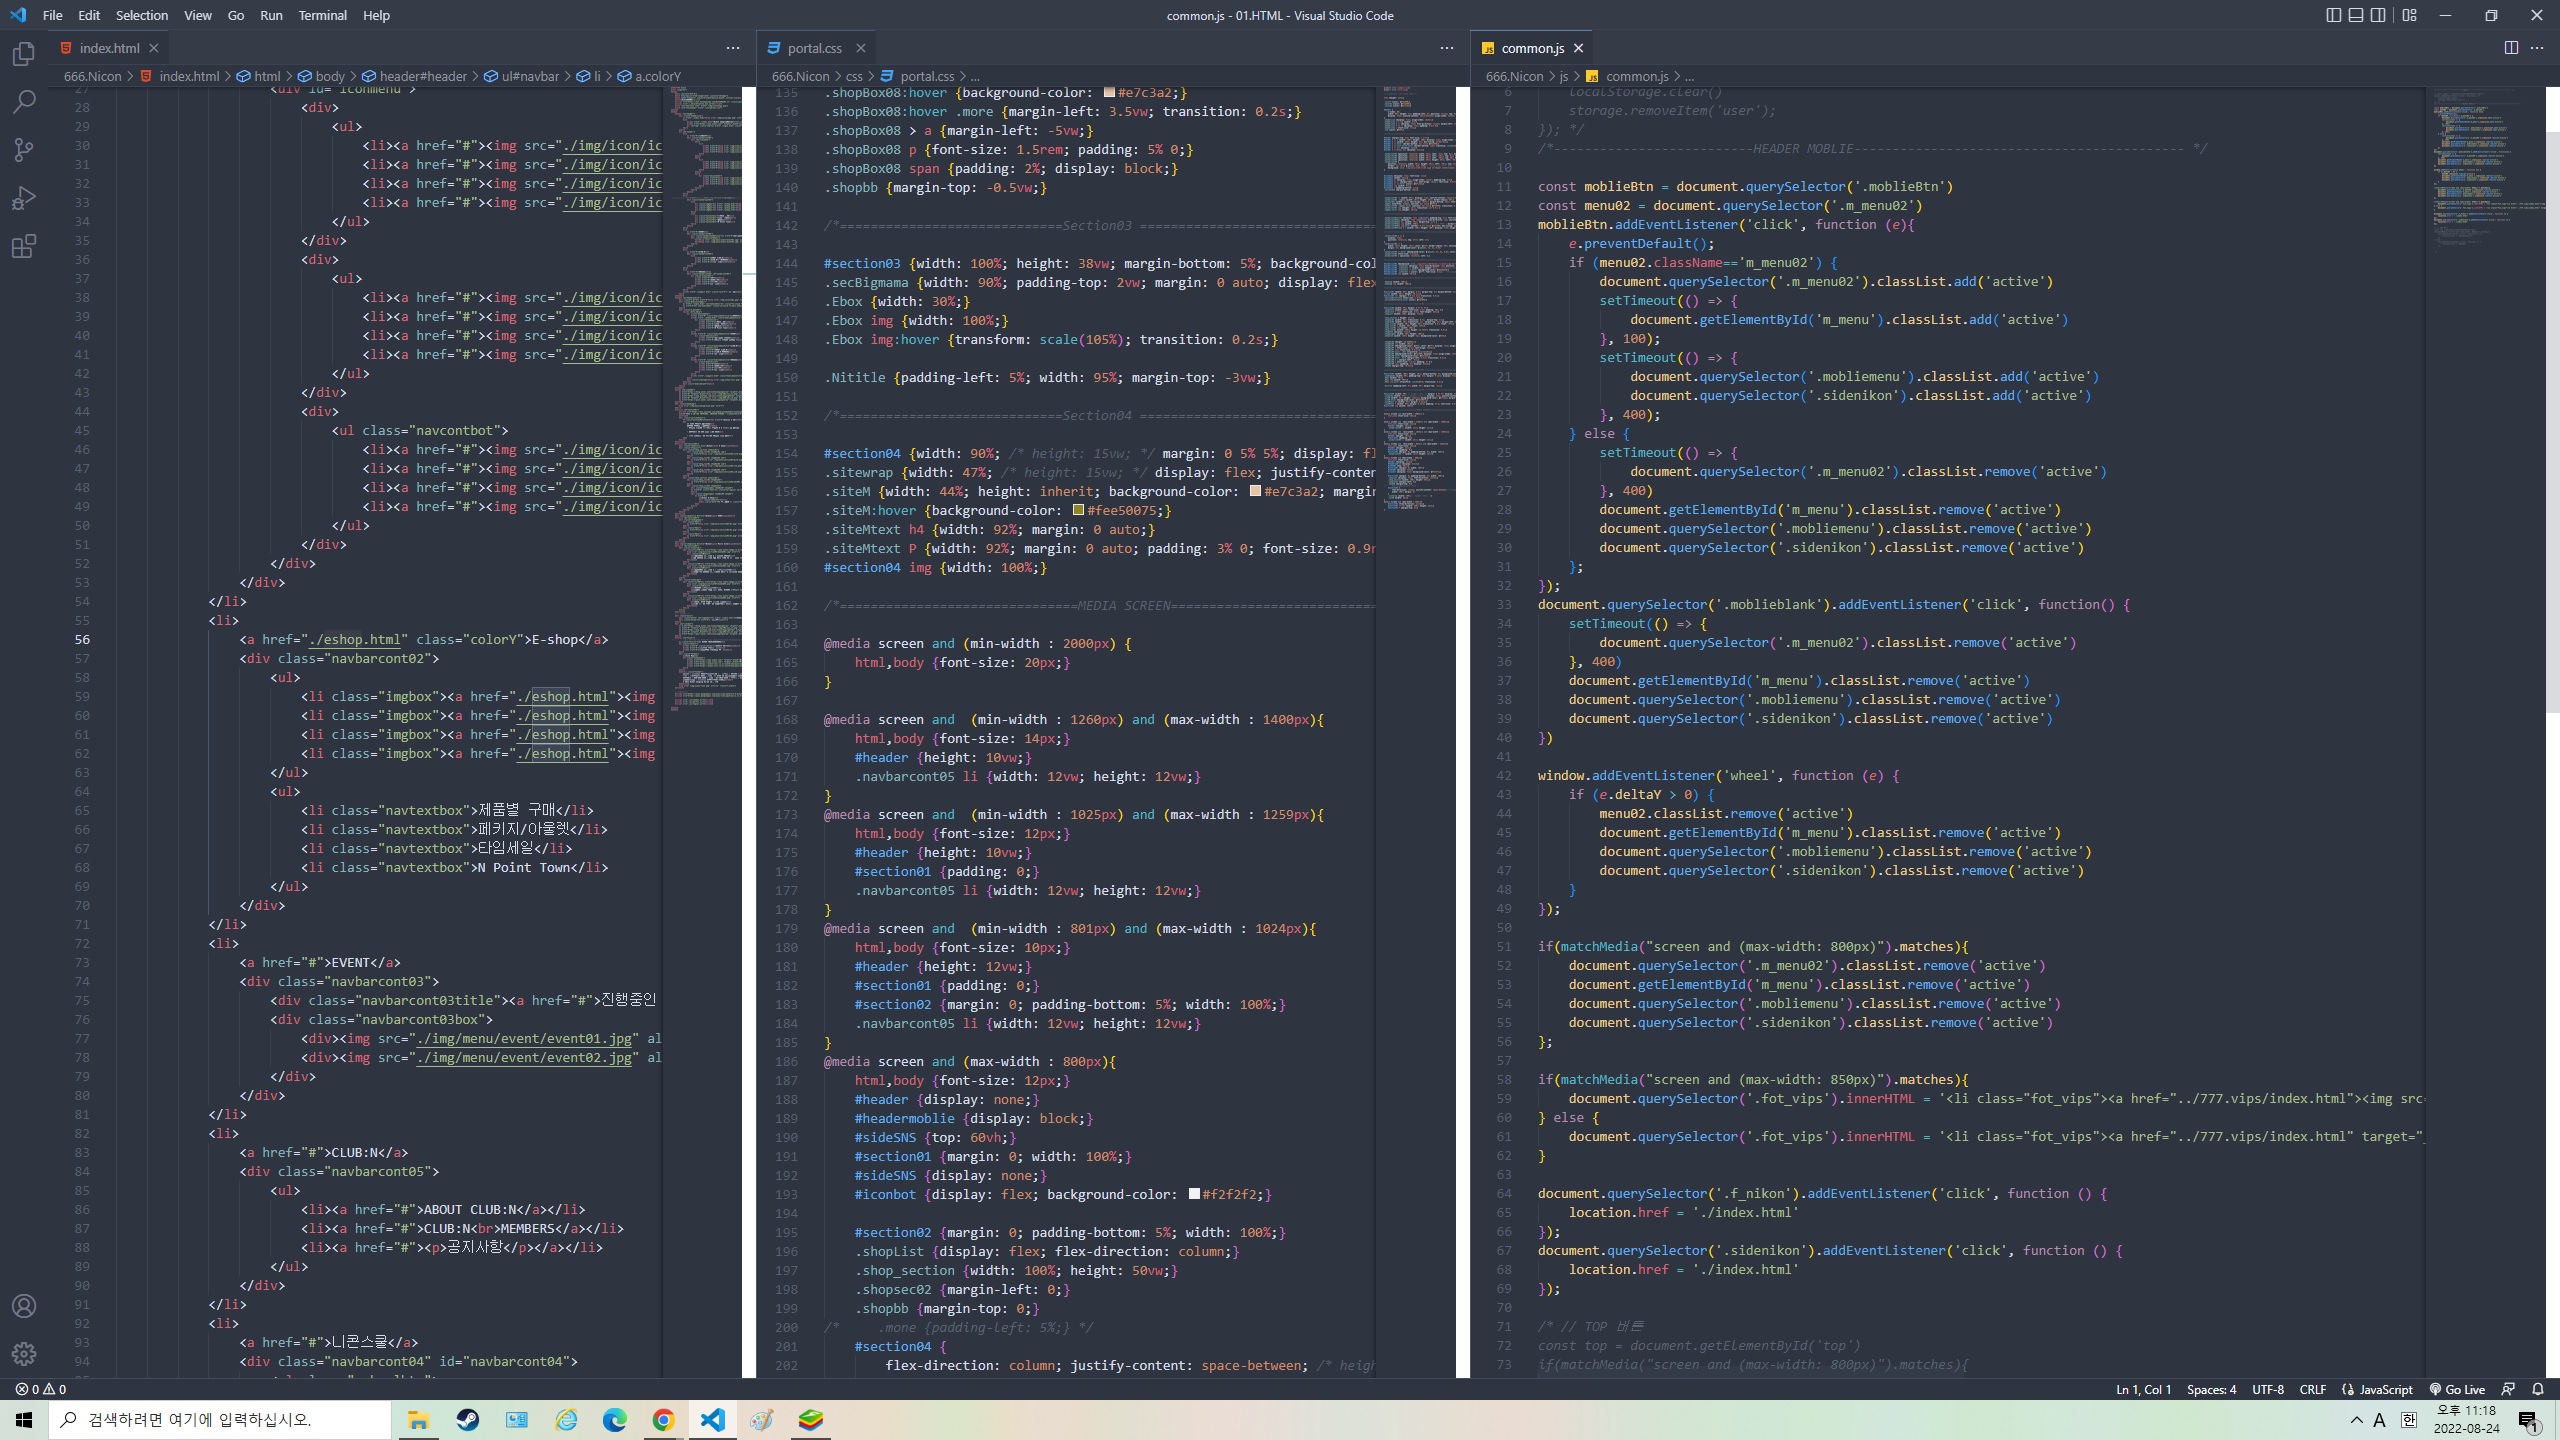 File Edit Selection View Go Run Terminal Help
common.js - 01.HTML - Visual Studio Code
index.html
666.Nicon > index.html > html > body > header#header > ul#navbar > li > a.colorY
27 <div id="iconmenu">
28 <div>
29 <ul>
30 <li><a href="#"><img src="./img/icon/ic
31 <li><a href="#"><img src="./img/icon/ic
32 <li><a href="#"><img src="./img/icon/ic
33 <li><a href="#"><img src="./img/icon/ic
34 </ul>
35 </div>
36 <div>
37 <ul>
38 <li><a href="#"><img src="./img/icon/ic
39 <li><a href="#"><img src="./img/icon/ic
40 <li><a href="#"><img src="./img/icon/ic
41 <li><a href="#"><img src="./img/icon/ic
42 </ul>
43 </div>
44 <div>
45 <ul class="navcontbot">
46 <li><a href="#"><img src="./img/icon/ic
47 <li><a href="#"><img src="./img/icon/ic
48 <li><a href="#"><img src="./img/icon/ic
49 <li><a href="#"><img src="./img/icon/ic
50 </ul>
51 </div>
52 </div>
53 </div>
54 </li>
55 <li>
56 <a href="./eshop.html" class="colorY">E-shop</a>
57 <div class="navbarcont02">
58 <ul>
59 <li class="imgbox"><a href="./eshop.html"><img
60 <li class="imgbox"><a href="./eshop.html"><img
61 <li class="imgbox"><a href="./eshop.html"><img
62 <li class="imgbox"><a href="./eshop.html"><img
63 </ul>
64 <ul>
65 <li class="navtextbox">제품별 구매</li>
66 <li class="navtextbox">페키지/아울렛</li>
67 <li class="navtextbox">타임세일</li>
68 <li class="navtextbox">N Point Town</li>
69 </ul>
70 </div>
71 </li>
72 <li>
73 <a href="#">EVENT</a>
74 <div class="navbarcont03">
75 <div class="navbarcont03title"><a href="#">진행중인
76 <div class="navbarcont03box">
77 <div><img src="./img/menu/event/event01.jpg" al
78 <div><img src="./img/menu/event/event02.jpg" al
79 </div>
80 </div>
81 </li>
82 <li>
83 <a href="#">CLUB:N</a>
84 <div class="navbarcont05">
85 <ul>
86 <li><a href="#">ABOUT CLUB:N</a></li>
87 <li><a href="#">CLUB:N<br>MEMBERS</a></li>
88 <li><a href="#"><p>공지사항</p></a></li>
89 </ul>
90 </div>
91 </li>
92 <li>
93 <a href="#">니콘스쿨</a>
94 <div class="navbarcont04" id="navbarcont04">
portal.css
666.Nicon > css > portal.css > ...
135 .shopBox08:hover {background-color: #e7c3a2;}
136 .shopBox08:hover .more {margin-left: 3.5vw; transition: 0.2s;}
137 .shopBox08 > a {margin-left: -5vw;}
138 .shopBox08 p {font-size: 1.5rem; padding: 5% 0;}
139 .shopBox08 span {padding: 2%; display: block;}
140 .shopbb {margin-top: -0.5vw;}
141
142 /*=============================Section03 ===============================
143
144 #section03 {width: 100%; height: 38vw; margin-bottom: 5%; background-col
145 .secBigmama {width: 90%; padding-top: 2vw; margin: 0 auto; display: flex
146 .Ebox {width: 30%;}
147 .Ebox img {width: 100%;}
148 .Ebox img:hover {transform: scale(105%); transition: 0.2s;}
149
150 .Nititle {padding-left: 5%; width: 95%; margin-top: -3vw;}
151
152 /*=============================Section04 ===============================
153
154 #section04 {width: 90%; /* height: 15vw; */ margin: 0 5% 5%; display: fl
155 .sitewrap {width: 47%; /* height: 15vw; */ display: flex; justify-conten
156 .siteM {width: 44%; height: inherit; background-color: #e7c3a2; margin
157 .siteM:hover {background-color: #fee50075;}
158 .siteMtext h4 {width: 92%; margin: 0 auto;}
159 .siteMtext P {width: 92%; margin: 0 auto; padding: 3% 0; font-size: 0.9r
160 #section04 img {width: 100%;}
161
162 /*===============================MEDIA SCREEN===========================
163
164 @media screen and (min-width : 2000px) {
165 html,body {font-size: 20px;}
166 }
167
168 @media screen and  (min-width : 1260px) and (max-width : 1400px){
169 html,body {font-size: 14px;}
170 #header {height: 10vw;}
171 .navbarcont05 li {width: 12vw; height: 12vw;}
172 }
173 @media screen and  (min-width : 1025px) and (max-width : 1259px){
174 html,body {font-size: 12px;}
175 #header {height: 10vw;}
176 #section01 {padding: 0;}
177 .navbarcont05 li {width: 12vw; height: 12vw;}
178 }
179 @media screen and  (min-width : 801px) and (max-width : 1024px){
180 html,body {font-size: 10px;}
181 #header {height: 12vw;}
182 #section01 {padding: 0;}
183 #section02 {margin: 0; padding-bottom: 5%; width: 100%;}
184 .navbarcont05 li {width: 12vw; height: 12vw;}
185 }
186 @media screen and (max-width : 800px){
187 html,body {font-size: 12px;}
188 #header {display: none;}
189 #headermoblie {display: block;}
190 #sideSNS {top: 60vh;}
191 #section01 {margin: 0; width: 100%;}
192 #sideSNS {display: none;}
193 #iconbot {display: flex; background-color: #f2f2f2;}
194
195 #section02 {margin: 0; padding-bottom: 5%; width: 100%;}
196 .shopList {display: flex; flex-direction: column;}
197 .shop_section {width: 100%; height: 50vw;}
198 .shopsec02 {margin-left: 0;}
199 .shopbb {margin-top: 0;}
200 /*     .mone {padding-left: 5%;} */
201 #section04 {
202 flex-direction: column; justify-content: space-between; /* heigh
common.js
666.Nicon > js > common.js > ...
6 localStorage.clear()
7 storage.removeItem('user');
8 }); */
9 /*--------------------------HEADER MOBLIE------------------------------------------- */
10
11 const moblieBtn = document.querySelector('.moblieBtn')
12 const menu02 = document.querySelector('.m_menu02')
13 moblieBtn.addEventListener('click', function (e){
14 e.preventDefault();
15 if (menu02.className=='m_menu02') {
16 document.querySelector('.m_menu02').classList.add('active')
17 setTimeout(() => {
18 document.getElementById('m_menu').classList.add('active')
19 }, 100);
20 setTimeout(() => {
21 document.querySelector('.mobliemenu').classList.add('active')
22 document.querySelector('.sidenikon').classList.add('active')
23 }, 400);
24 } else {
25 setTimeout(() => {
26 document.querySelector('.m_menu02').classList.remove('active')
27 }, 400)
28 document.getElementById('m_menu').classList.remove('active')
29 document.querySelector('.mobliemenu').classList.remove('active')
30 document.querySelector('.sidenikon').classList.remove('active')
31 };
32 });
33 document.querySelector('.moblieblank').addEventListener('click', function() {
34 setTimeout(() => {
35 document.querySelector('.m_menu02').classList.remove('active')
36 }, 400)
37 document.getElementById('m_menu').classList.remove('active')
38 document.querySelector('.mobliemenu').classList.remove('active')
39 document.querySelector('.sidenikon').classList.remove('active')
40 })
41
42 window.addEventListener('wheel', function (e) {
43 if (e.deltaY > 0) {
44 menu02.classList.remove('active')
45 document.getElementById('m_menu').classList.remove('active')
46 document.querySelector('.mobliemenu').classList.remove('active')
47 document.querySelector('.sidenikon').classList.remove('active')
48 }
49 });
50
51 if(matchMedia("screen and (max-width: 800px)").matches){
52 document.querySelector('.m_menu02').classList.remove('active')
53 document.getElementById('m_menu').classList.remove('active')
54 document.querySelector('.mobliemenu').classList.remove('active')
55 document.querySelector('.sidenikon').classList.remove('active')
56 };
57
58 if(matchMedia("screen and (max-width: 850px)").matches){
59 document.querySelector('.fot_vips').innerHTML = '<li class="fot_vips"><a href="../777.vips/index.html"><img src=
60 } else {
61 document.querySelector('.fot_vips').innerHTML = '<li class="fot_vips"><a href="../777.vips/index.html" target="_
62 }
63
64 document.querySelector('.f_nikon').addEventListener('click', function () {
65 location.href = './index.html'
66 });
67 document.querySelector('.sidenikon').addEventListener('click', function () {
68 location.href = './index.html'
69 });
70
71 /* // TOP 버튼
72 const top = document.getElementById('top')
73 if(matchMedia("screen and (max-width: 800px)").matches){
0 0
Ln 1, Col 1 Spaces: 4 UTF-8 CRLF JavaScript Go Live
검색하려면 여기에 입력하십시오.
A 한
오후 11:18
2022-08-24
1